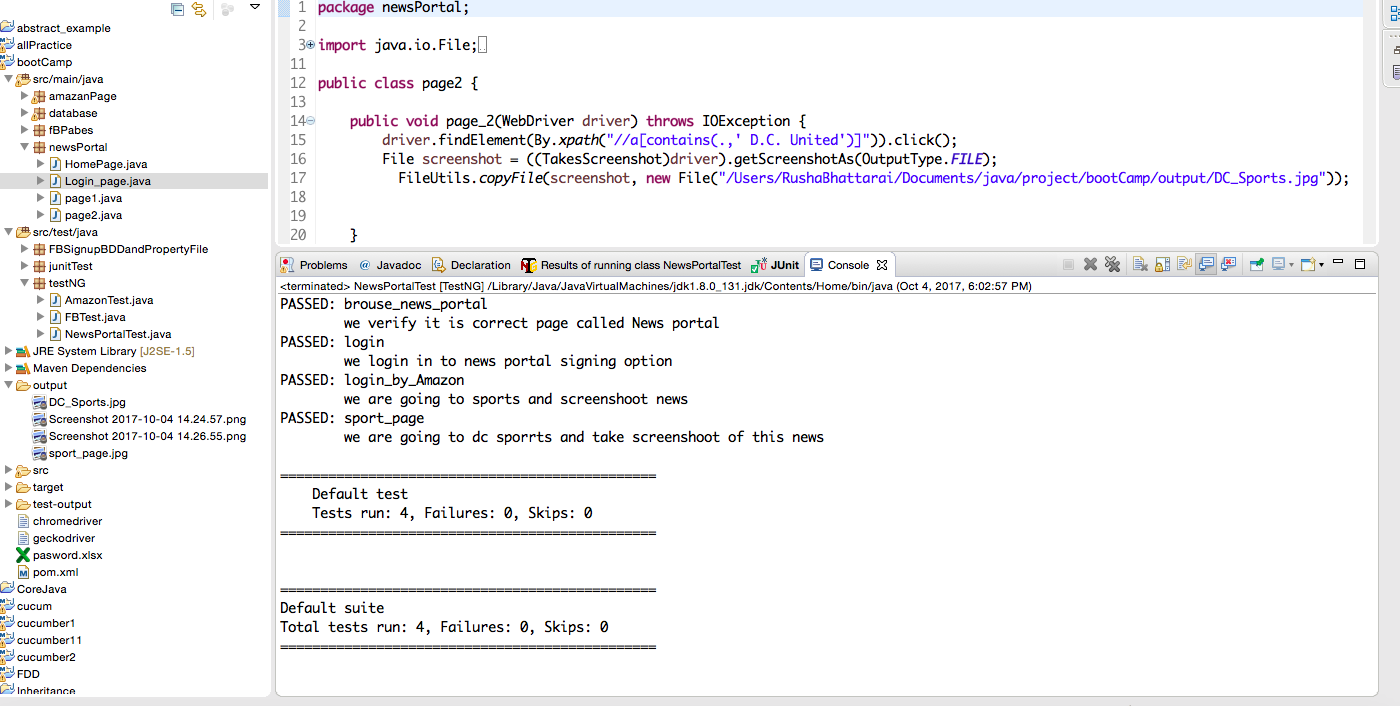 abstract_example
allPractice
bootCamp
src/main/java
amazanPage
database
fBPabes
newsPortal
HomePage.java
Login_page.java
page1.java
page2.java
src/test/java
FBSignupBDDandPropertyFile
junitTest
testNG
AmazonTest.java
FBTest.java
NewsPortalTest.java
JRE System Library [J2SE-1.5]
Maven Dependencies
output
DC_Sports.jpg
Screenshot 2017-10-04 14.24.57.png
Screenshot 2017-10-04 14.26.55.png
sport_page.jpg
src
target
test-output
chromedriver
geckodriver
pasword.xlsx
pom.xml
CoreJava
cucum
cucumber1
cucumber11
cucumber2
FDD
Inheritance
1 package newsPortal;
2
3 import java.io.File;
11
12 public class page2 {
13
14 public void page_2(WebDriver driver) throws IOException {
15 driver.findElement(By.xpath("//a[contains(.,' D.C. United')]")).click();
16 File screenshot = ((TakesScreenshot)driver).getScreenshotAs(OutputType.FILE);
17 FileUtils.copyFile(screenshot, new File("/Users/RushaBhattarai/Documents/java/project/bootCamp/output/DC_Sports.jpg"));
18
19
20 }
Problems @ Javadoc Declaration Results of running class NewsPortalTest JUnit Console
<terminated> NewsPortalTest [TestNG] /Library/Java/JavaVirtualMachines/jdk1.8.0_131.jdk/Contents/Home/bin/java (Oct 4, 2017, 6:02:57 PM)
PASSED: brouse_news_portal
we verify it is correct page called News portal
PASSED: login
we login in to news portal signing option
PASSED: login_by_Amazon
we are going to sports and screenshoot news
PASSED: sport_page
we are going to dc sporrts and take screenshoot of this news
===============================================
Default test
Tests run: 4, Failures: 0, Skips: 0
===============================================
===============================================
Default suite
Total tests run: 4, Failures: 0, Skips: 0
===============================================